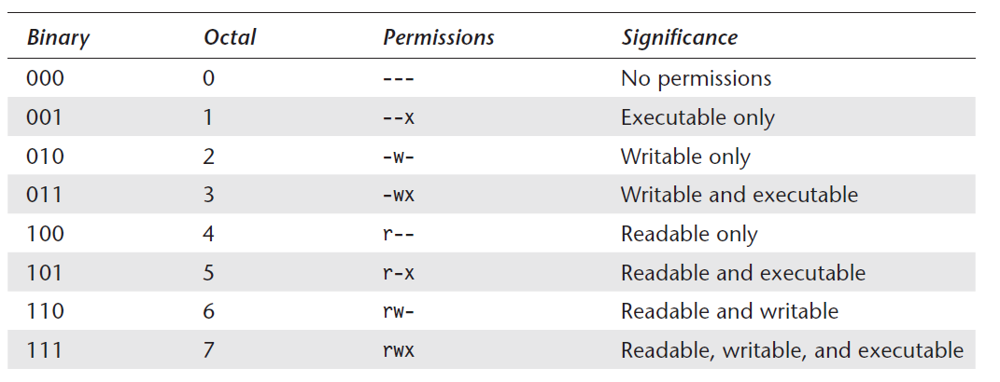 Binary Octal Permissions Significance
000 0 --- No permissions
001 1 --x Executable only
010 2 -w- Writable only
011 3 -wx Writable and executable
100 4 r-- Readable only
101 5 r-x Readable and executable
110 6 rw- Readable and writable
111 7 rwx Readable, writable, and executable